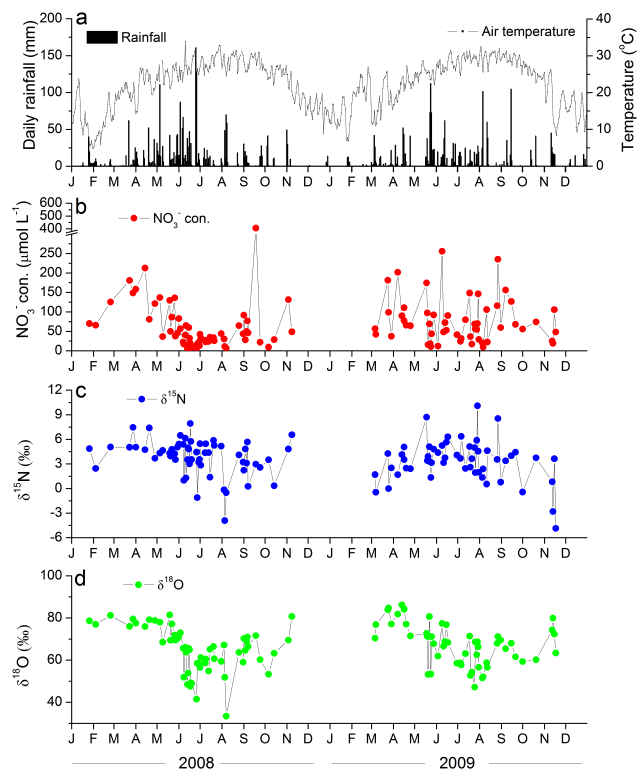 a
Rainfall
Air temperature
Daily rainfall (mm)
200
150
100
50
0
Temperature (°C)
40
30
20
10
0
J F M A M J J A S O N D J F M A M J J A S O N D
b
NO₃⁻ con.
NO₃⁻ con. (μmol L⁻¹)
600
500
400
250
200
150
100
50
0
J F M A M J J A S O N D J F M A M J J A S O N D
c
δ¹⁵N
δ¹⁵N (‰)
12
9
6
3
0
-3
-6
J F M A M J J A S O N D J F M A M J J A S O N D
d
δ¹⁸O
δ¹⁸O (‰)
100
80
60
40
J F M A M J J A S O N D J F M A M J J A S O N D
2008 2009